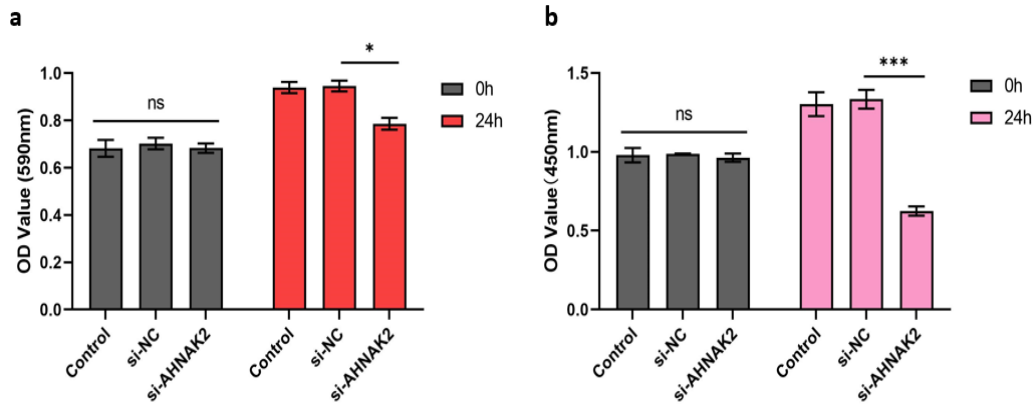 a
OD Value (590nm)
1.0
0.8
0.6
0.4
0.2
0.0
ns
*
0h
24h
Control
si-NC
si-AHNAK2
Control
si-NC
si-AHNAK2
b
OD Value（450nm)
1.5
1.0
0.5
0.0
ns
***
0h
24h
Control
si-NC
si-AHNAK2
Control
si-NC
si-AHNAK2